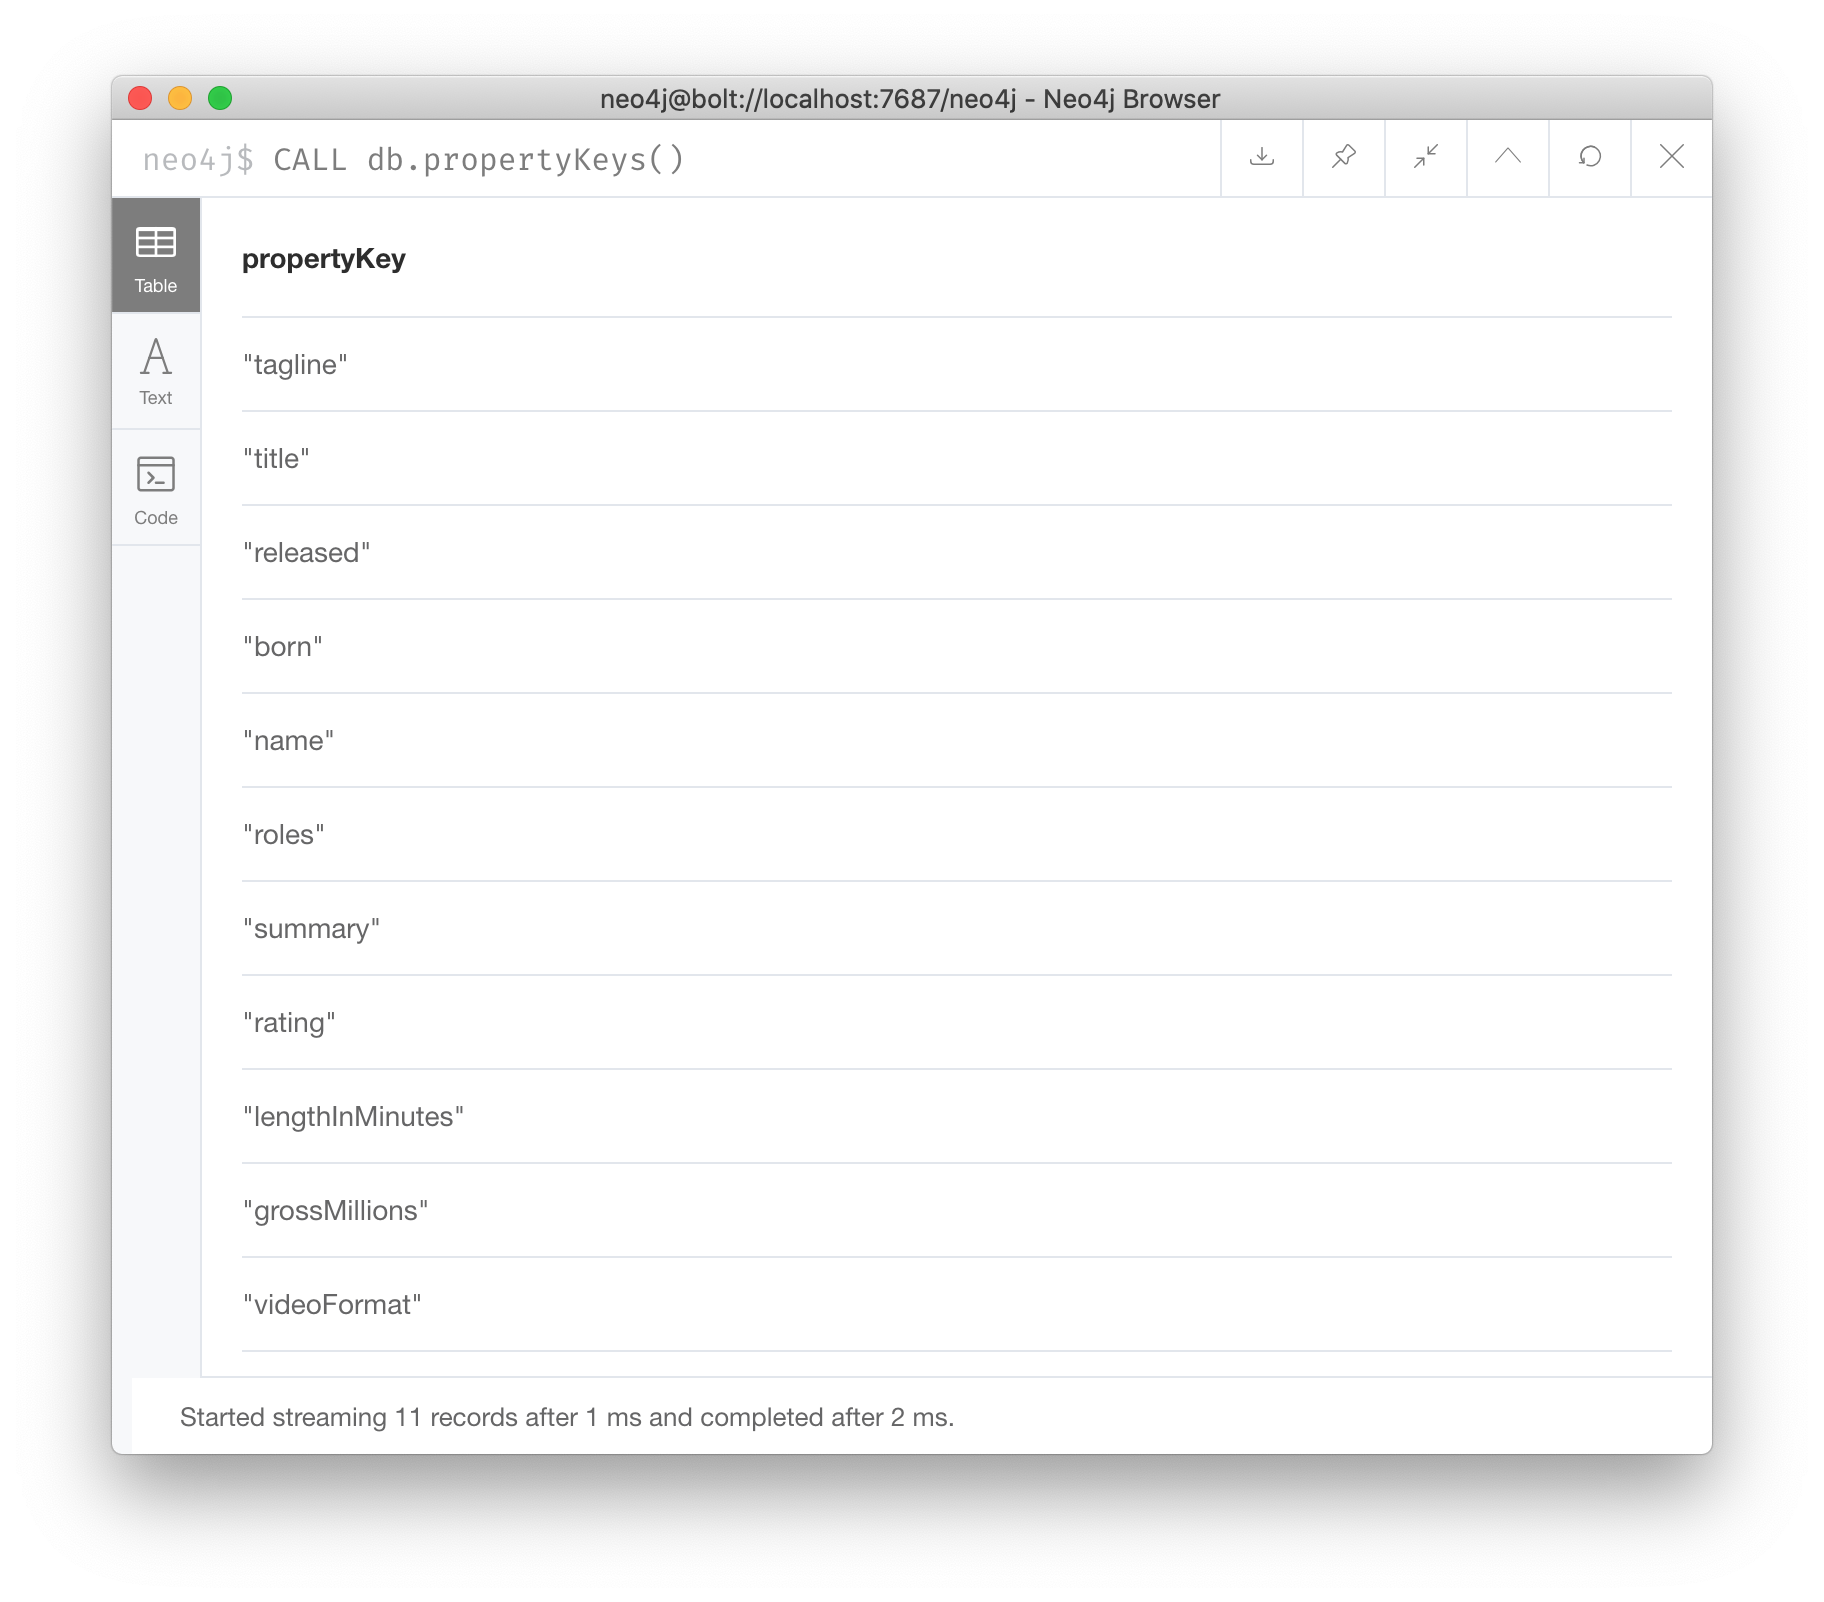 neo4j@bolt://localhost:7687/neo4j - Neo4j Browser
neo4j$ CALL db.propertyKeys()
Table
Text
Code
propertyKey
"tagline"
"title"
"released"
"born"
"name"
"roles"
"summary"
"rating"
"lengthInMinutes"
"grossMillions"
"videoFormat"
Started streaming 11 records after 1 ms and completed after 2 ms.